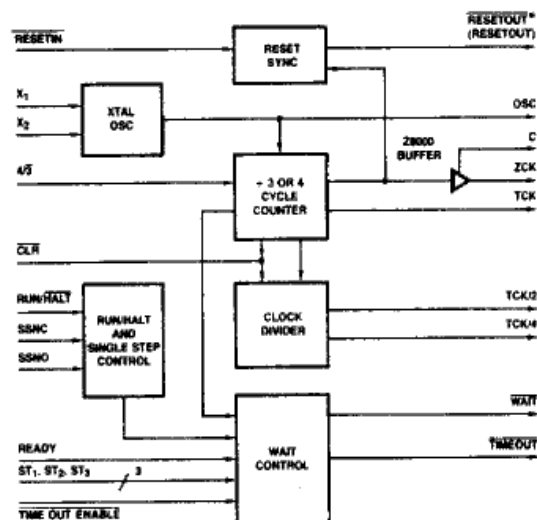 RESETIN
RESET
SYNC
RESETOUT*
(RESETOUT)
X1
X2
XTAL
OSC
OSC
Z8000
BUFFER
C
ZCK
4/3
÷ 3 OR 4
CYCLE
COUNTER
TCK
CLR
RUN/HALT
SSNC
SSNO
RUN/HALT
AND
SINGLE STEP
CONTROL
CLOCK
DIVIDER
TCK/2
TCK/4
WAIT
TIMEOUT
READY
ST1, ST2, ST3
3
TIME OUT ENABLE
WAIT
CONTROL